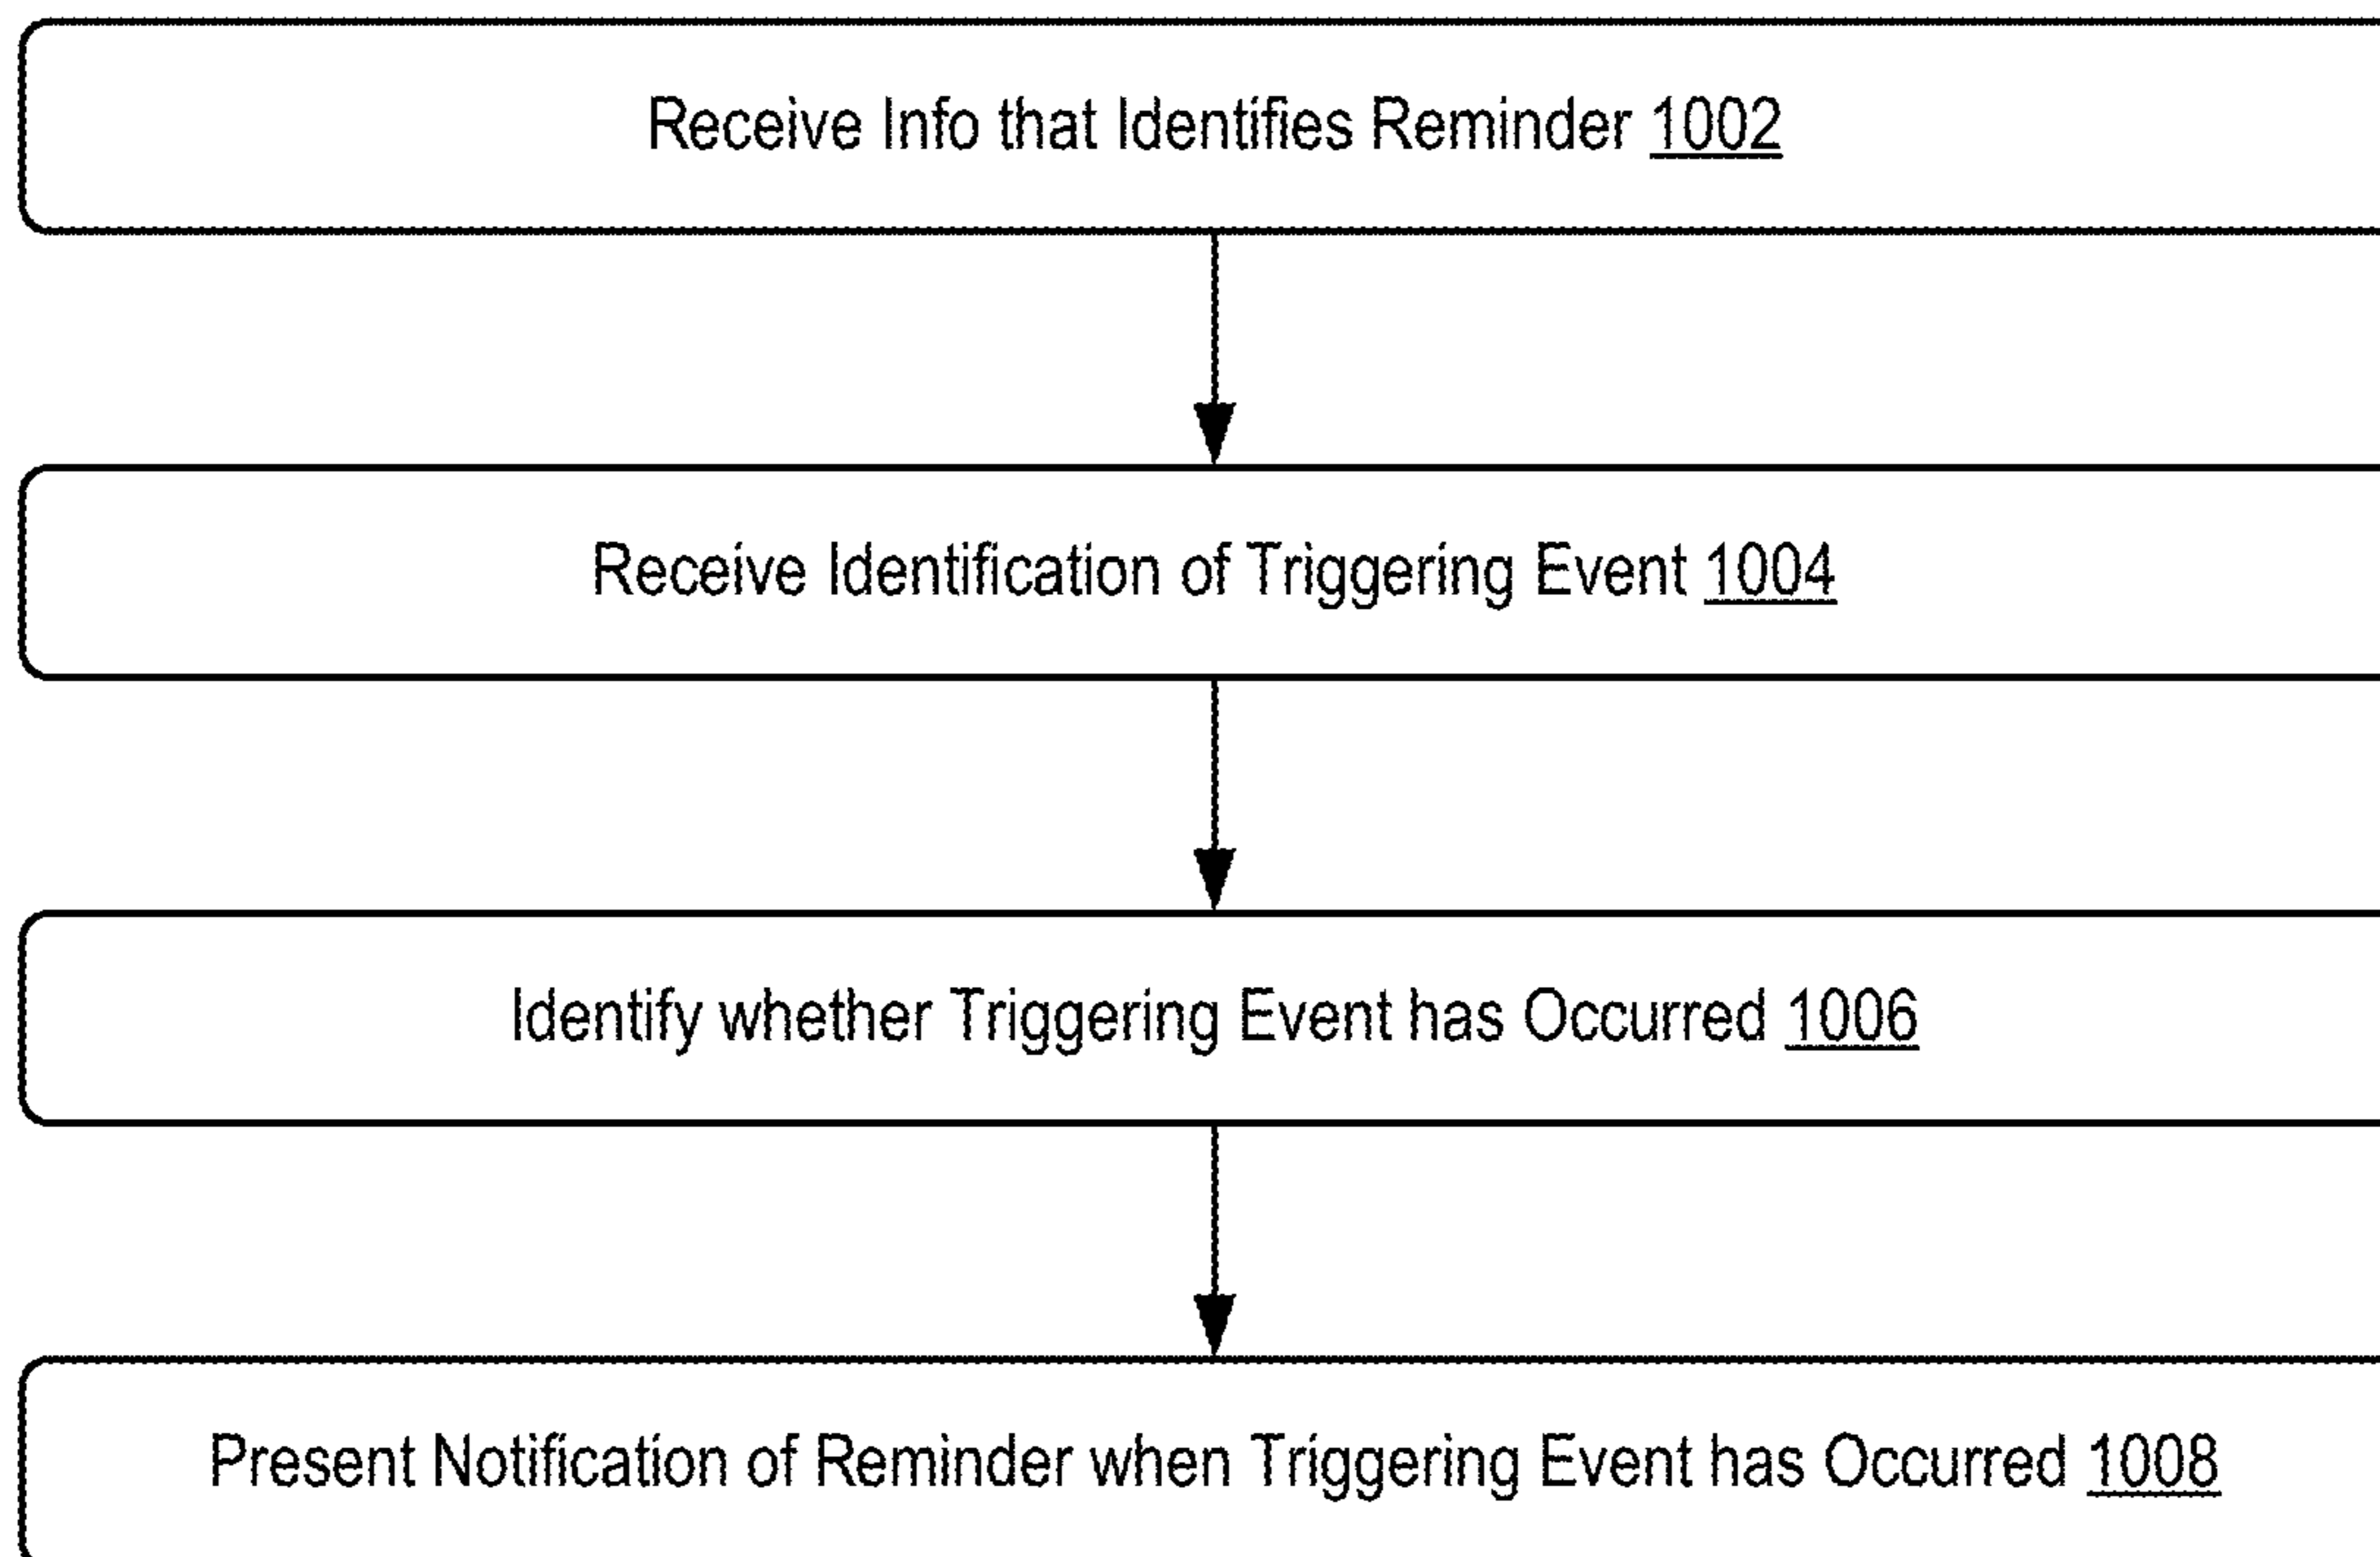 Receive Info that Identifies Reminder 1002
Receive Identification of Triggering Event 1004
Identify whether Triggering Event has Occurred 1006
Present Notification of Reminder when Triggering Event has Occurred 1008